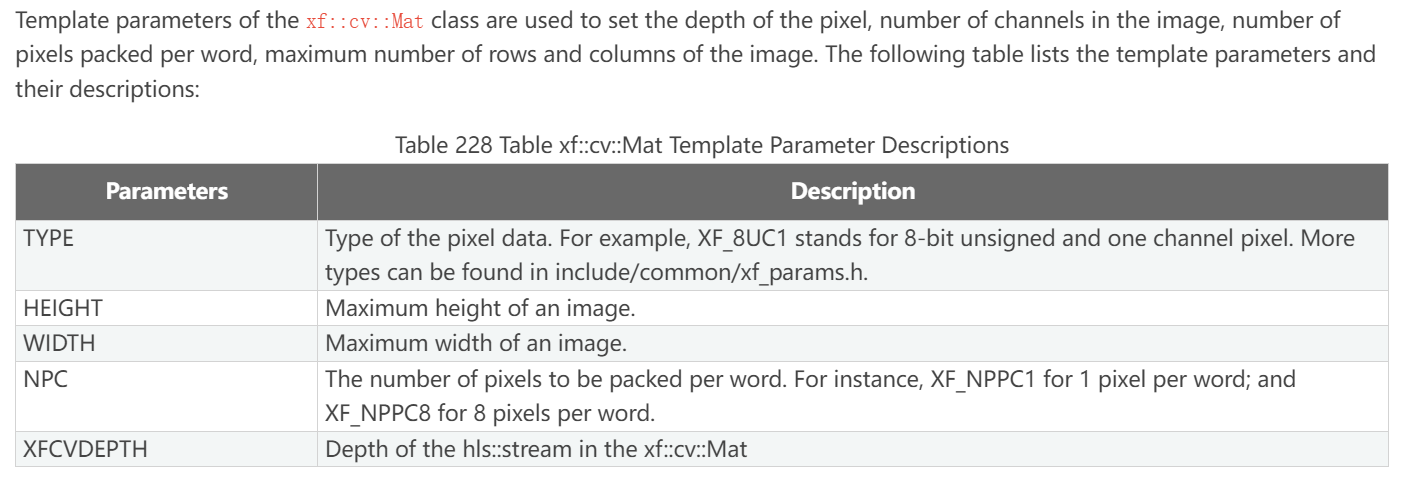 Template parameters of the xf::cv::Mat class are used to set the depth of the pixel, number of channels in the image, number of
pixels packed per word, maximum number of rows and columns of the image. The following table lists the template parameters and
their descriptions:
Table 228 Table xf::cv::Mat Template Parameter Descriptions
Parameters Description
TYPE Type of the pixel data. For example, XF_8UC1 stands for 8-bit unsigned and one channel pixel. More
types can be found in include/common/xf_params.h.
HEIGHT Maximum height of an image.
WIDTH Maximum width of an image.
NPC The number of pixels to be packed per word. For instance, XF_NPPC1 for 1 pixel per word; and
XF_NPPC8 for 8 pixels per word.
XFCVDEPTH Depth of the hls::stream in the xf::cv::Mat